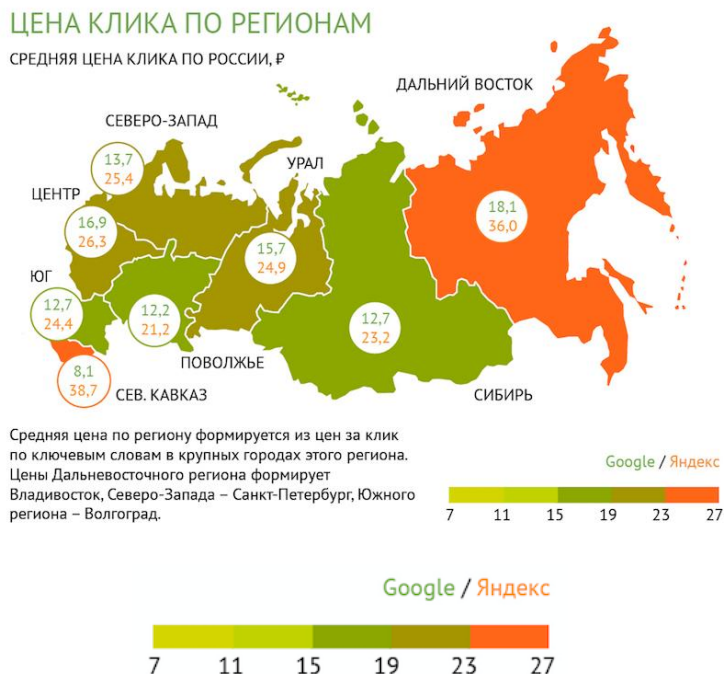 ЦЕНА КЛИКА ПО РЕГИОНАМ
СРЕДНЯЯ ЦЕНА КЛИКА ПО РОССИИ, ₽
ДАЛЬНИЙ ВОСТОК
СЕВЕРО-ЗАПАД
13,7
25,4
УРАЛ
ЦЕНТР
16,9
26,3
18,1
36,0
15,7
24,9
ЮГ
12,7
24,4
12,2
21,2
12,7
23,2
ПОВОЛЖЬЕ
8,1
38,7
СЕВ. КАВКАЗ
СИБИРЬ
Средняя цена по региону формируется из цен за клик
по ключевым словам в крупных городах этого региона.
Цены Дальневосточного региона формирует
Владивосток, Северо-Запада – Санкт-Петербург, Южного
региона – Волгоград.
Google / Яндекс
7 11 15 19 23 27
Google / Яндекс
7 11 15 19 23 27